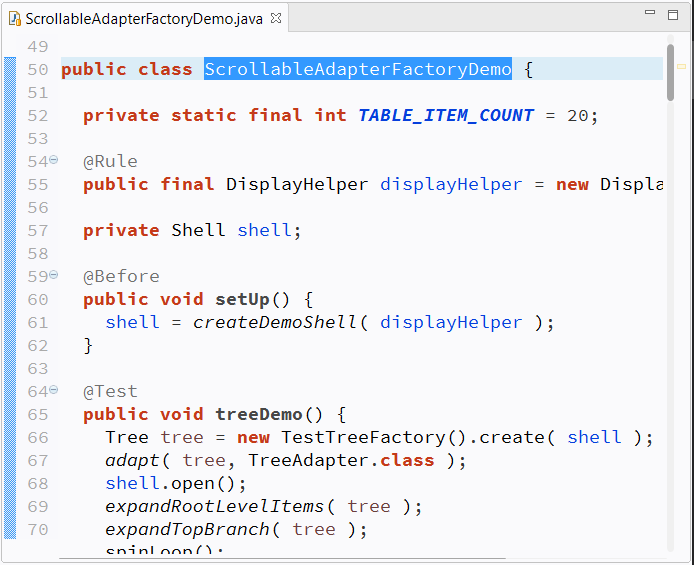 ScrollableAdapterFactoryDemo.java
49
50 public class ScrollableAdapterFactoryDemo {
51
52 private static final int TABLE_ITEM_COUNT = 20;
53
54 @Rule
55 public final DisplayHelper displayHelper = new Displa
56
57 private Shell shell;
58
59 @Before
60 public void setUp() {
61 shell = createDemoShell( displayHelper );
62 }
63
64 @Test
65 public void treeDemo() {
66 Tree tree = new TestTreeFactory().create( shell );
67 adapt( tree, TreeAdapter.class );
68 shell.open();
69 expandRootLevelItems( tree );
70 expandTopBranch( tree );
spinLoop();